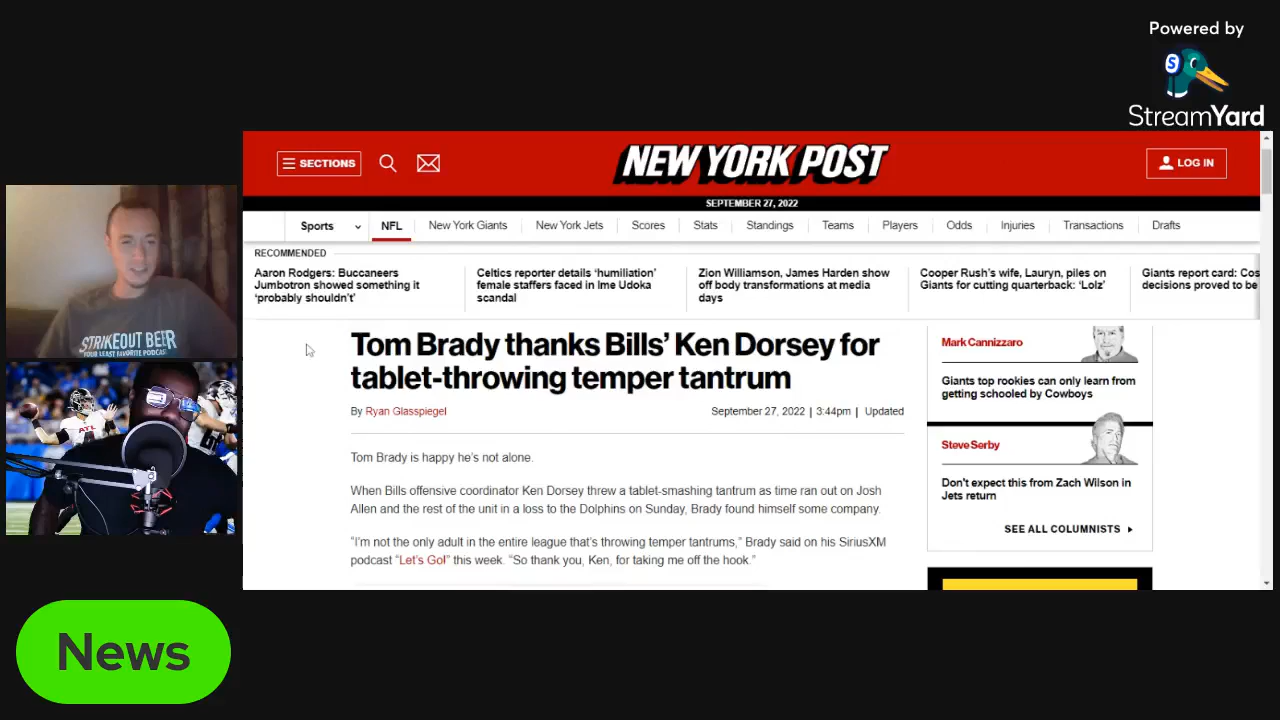 Powered by
StreamYard
SECTIONS
NEW YORK POST
LOG IN
SEPTEMBER 27, 2022
Sports NFL New York Giants New York Jets Scores Stats Standings Teams Players Odds Injuries Transactions Drafts
RECOMMENDED
Aaron Rodgers: Buccaneers
Jumbotron showed something it
'probably shouldn't'
Celtics reporter details 'humiliation'
female staffers faced in Ime Udoka
scandal
Zion Williamson, James Harden show
off body transformations at media
days
Cooper Rush's wife, Lauryn, piles on
Giants for cutting quarterback: 'Lolz'
Giants report card: Cos
decisions proved to be
Tom Brady thanks Bills' Ken Dorsey for
tablet-throwing temper tantrum
By Ryan Glasspiegel
September 27, 2022 | 3:44pm | Updated
Tom Brady is happy he's not alone.
When Bills offensive coordinator Ken Dorsey threw a tablet-smashing tantrum as time ran out on Josh
Allen and the rest of the unit in a loss to the Dolphins on Sunday, Brady found himself some company.
"I'm not the only adult in the entire league that's throwing temper tantrums," Brady said on his SiriusXM
podcast "Let's Go!" this week. "So thank you, Ken, for taking me off the hook."
Mark Cannizzaro
Giants top rookies can only learn from
getting schooled by Cowboys
Steve Serby
Don't expect this from Zach Wilson in
Jets return
SEE ALL COLUMNISTS
STRIKEOUT BEER
YOUR LEAST FAVORITE PODCAST
ATL
News